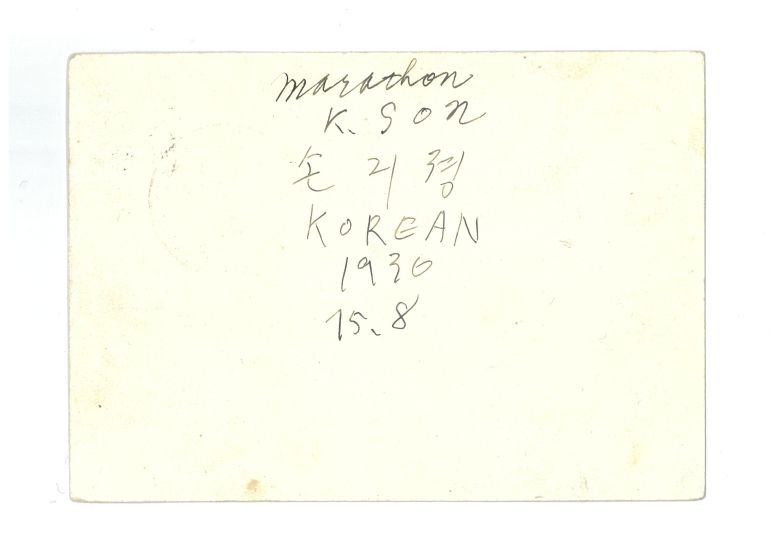 marathon
K. SON
손 긔 졍
KOREAN
1936
15.8